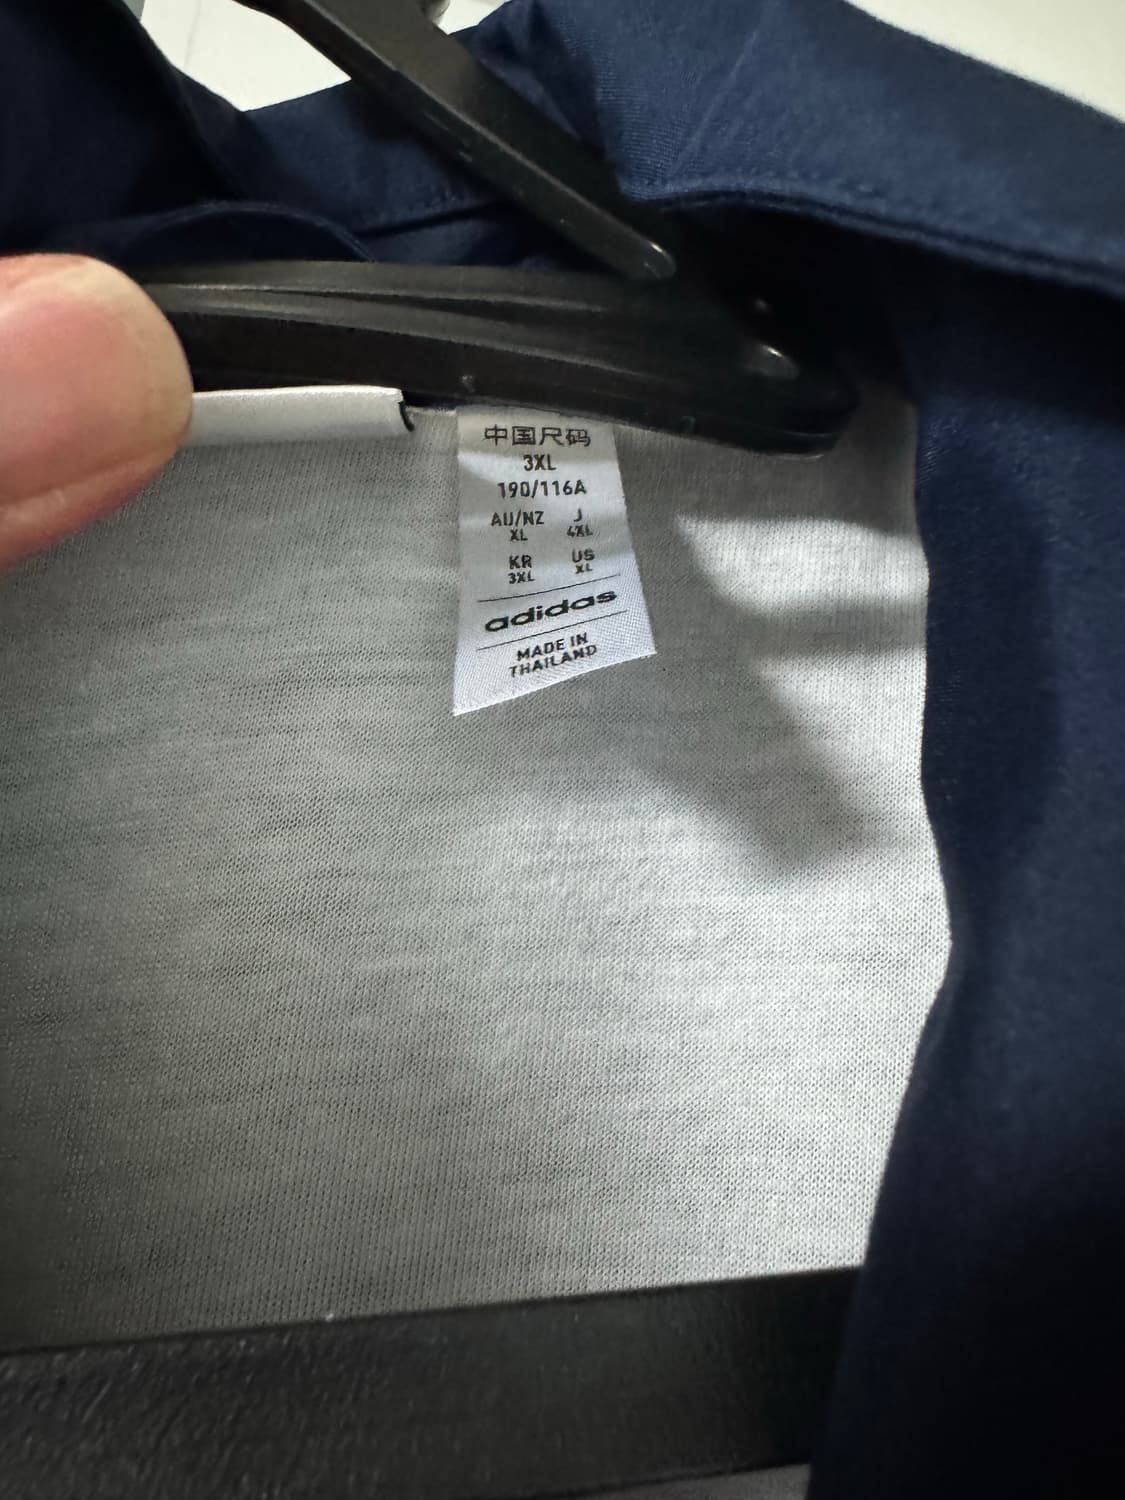 中国尺码
3XL
190/116A
AU/NZ J
XL 4XL
KR US
3XL XL
adidas
MADE IN
THAILAND